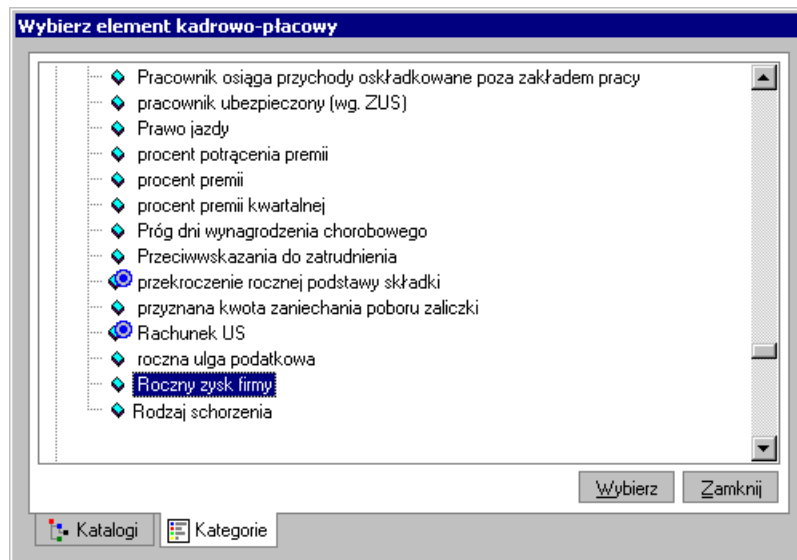 Wybierz element kadrowo-płacowy
Pracownik osiąga przychody oskładkowane poza zakładem pracy
pracownik ubezpieczony (wg. ZUS)
Prawo jazdy
procent potrącenia premii
procent premii
procent premii kwartalnej
Próg dni wynagrodzenia chorobowego
Przeciwwskazania do zatrudnienia
przekroczenie rocznej podstawy składki
przyznana kwota zaniechania poboru zaliczki
Rachunek US
roczna ulga podatkowa
Roczny zysk firmy
Rodzaj schorzenia
Wybierz Zamknij
Katalogi Kategorie